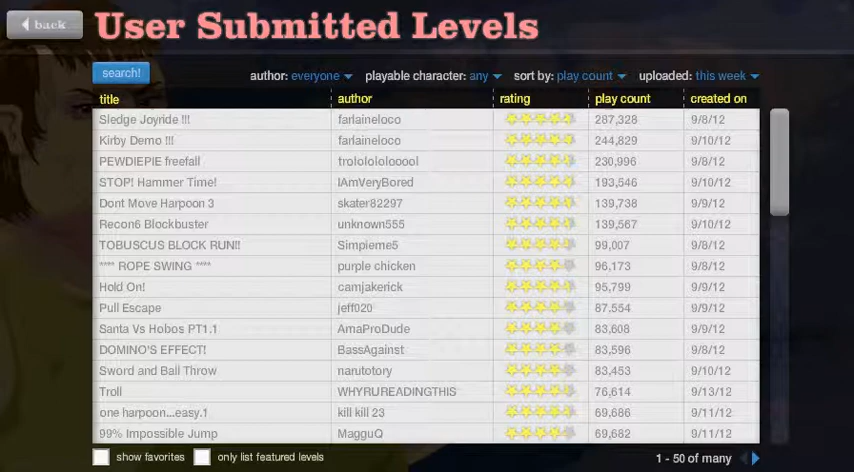 back
User Submitted Levels
search! author: everyone playable character: any sort by: play count uploaded: this week
title author rating play count created on
Sledge Joyride !!! farlaineloco 287,328 9/8/12
Kirby Demo !!! farlaineloco 244,829 9/10/12
PEWDIEPIE freefall trololololoool 230,996 9/8/12
STOP! Hammer Time! IAmVeryBored 193,546 9/10/12
Dont Move Harpoon 3 skater82297 139,738 9/9/12
Recon6 Blockbuster unknown555 139,567 9/10/12
TOBUSCUS BLOCK RUN!! Simpleme5 99,007 9/8/12
**** ROPE SWING **** purple chicken 96,173 9/8/12
Hold On! camjakerick 95,799 9/9/12
Pull Escape jeff020 87,554 9/9/12
Santa Vs Hobos PT1.1 AmaProDude 83,608 9/9/12
DOMINO'S EFFECT! BassAgainst 83,596 9/8/12
Sword and Ball Throw narutotory 83,453 9/10/12
Troll WHYRUREADINGTHIS 76,614 9/13/12
one harpoon...easy.1 kill kill 23 69,686 9/11/12
99% Impossible Jump MagguQ 69,682 9/11/12
show favorites only list featured levels 1 - 50 of many